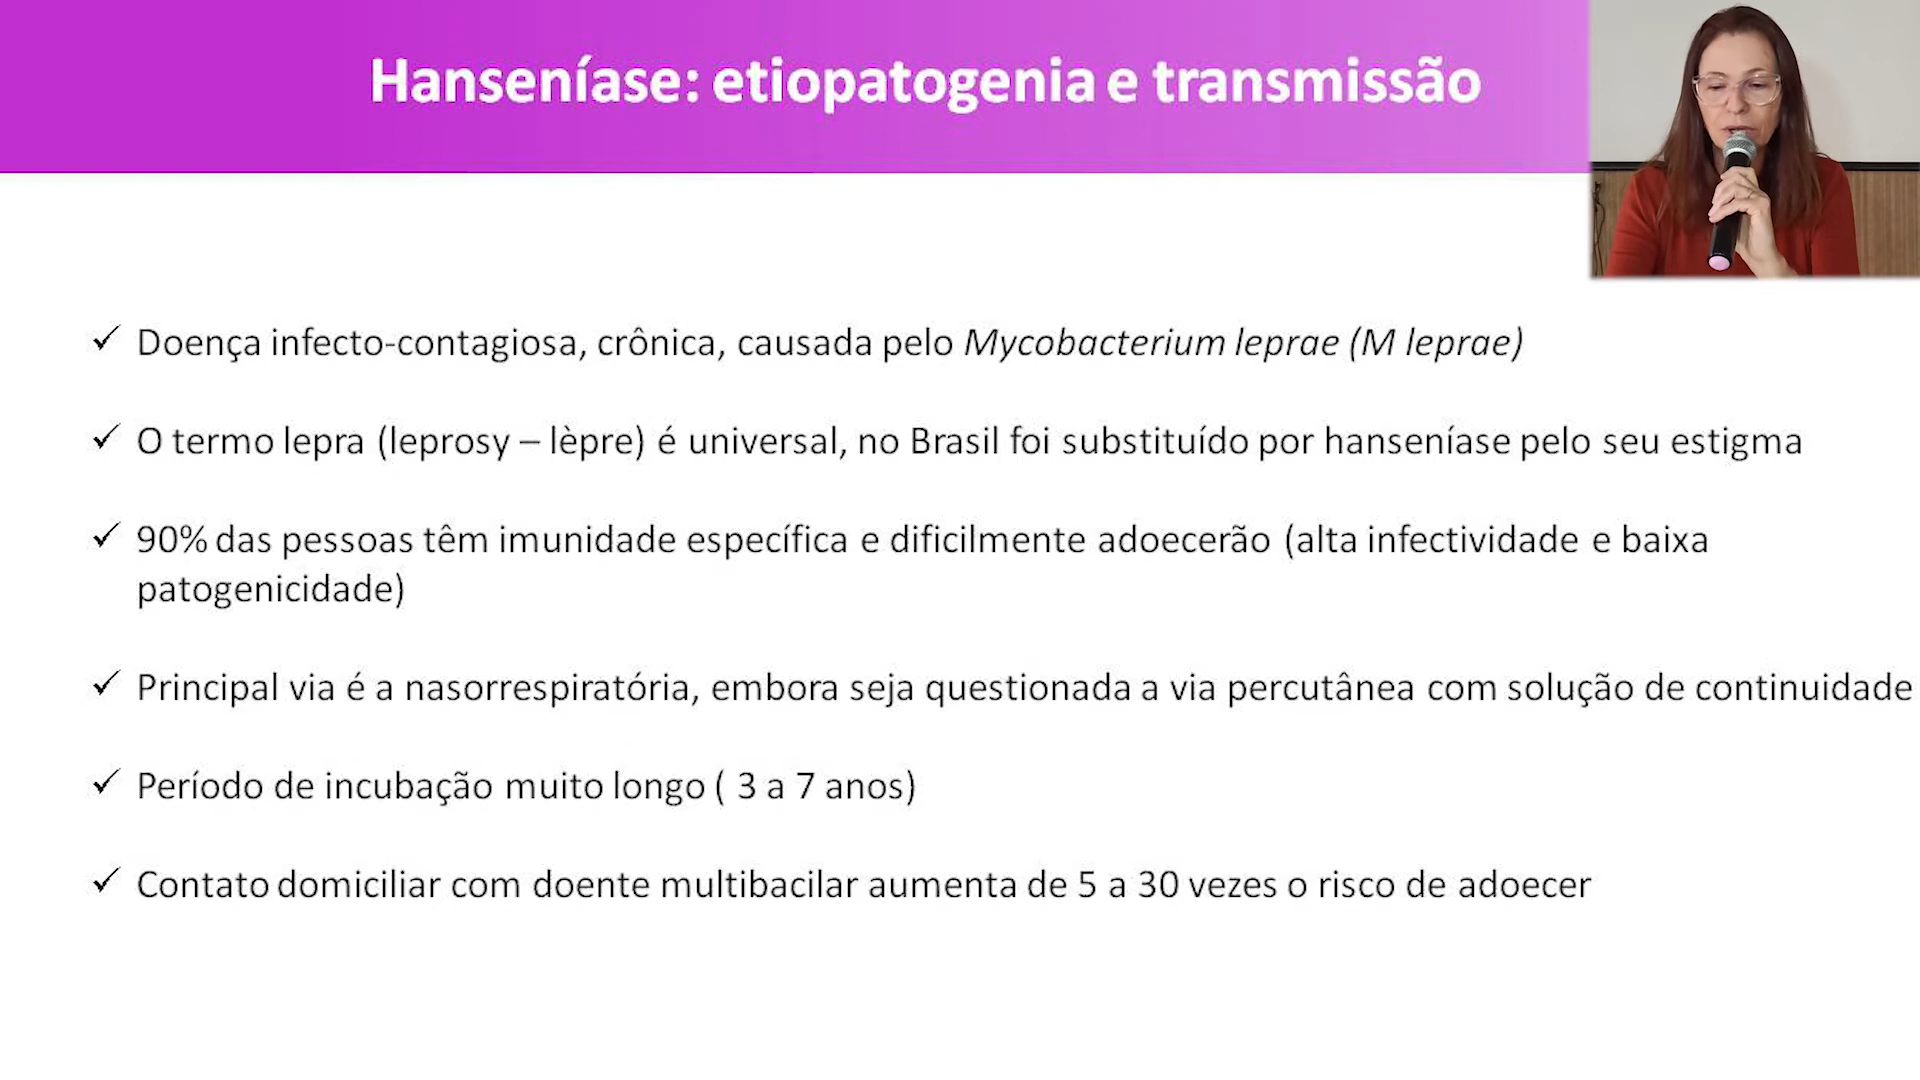 Hanseníase: etiopatogenia e transmissão
✓ Doença infecto-contagiosa, crônica, causada pelo Mycobacterium leprae (M leprae)
✓ O termo lepra (leprosy – lèpre) é universal, no Brasil foi substituído por hanseníase pelo seu estigma
✓ 90% das pessoas têm imunidade específica e dificilmente adoecerão (alta infectividade e baixa
patogenicidade)
✓ Principal via é a nasorrespiratória, embora seja questionada a via percutânea com solução de continuidade
✓ Período de incubação muito longo ( 3 a 7 anos)
✓ Contato domiciliar com doente multibacilar aumenta de 5 a 30 vezes o risco de adoecer